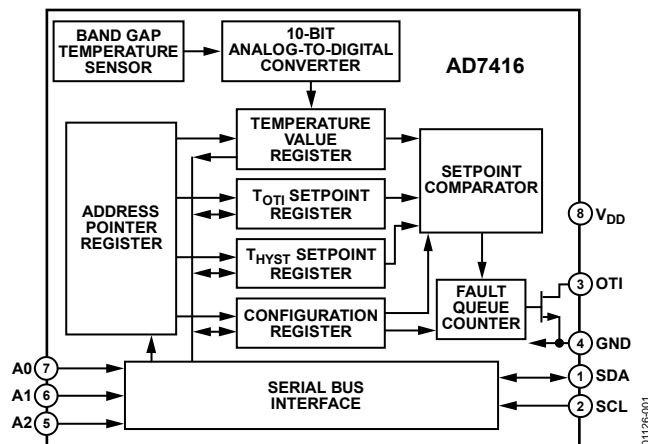 BAND GAP
TEMPERATURE
SENSOR
10-BIT
ANALOG-TO-DIGITAL
CONVERTER
AD7416
ADDRESS
POINTER
REGISTER
TEMPERATURE
VALUE
REGISTER
TOTI SETPOINT
REGISTER
THYST SETPOINT
REGISTER
CONFIGURATION
REGISTER
SETPOINT
COMPARATOR
FAULT
QUEUE
COUNTER
8 VDD
3 OTI
4 GND
1 SDA
2 SCL
A0 7
A1 6
A2 5
SERIAL BUS
INTERFACE
01126-001